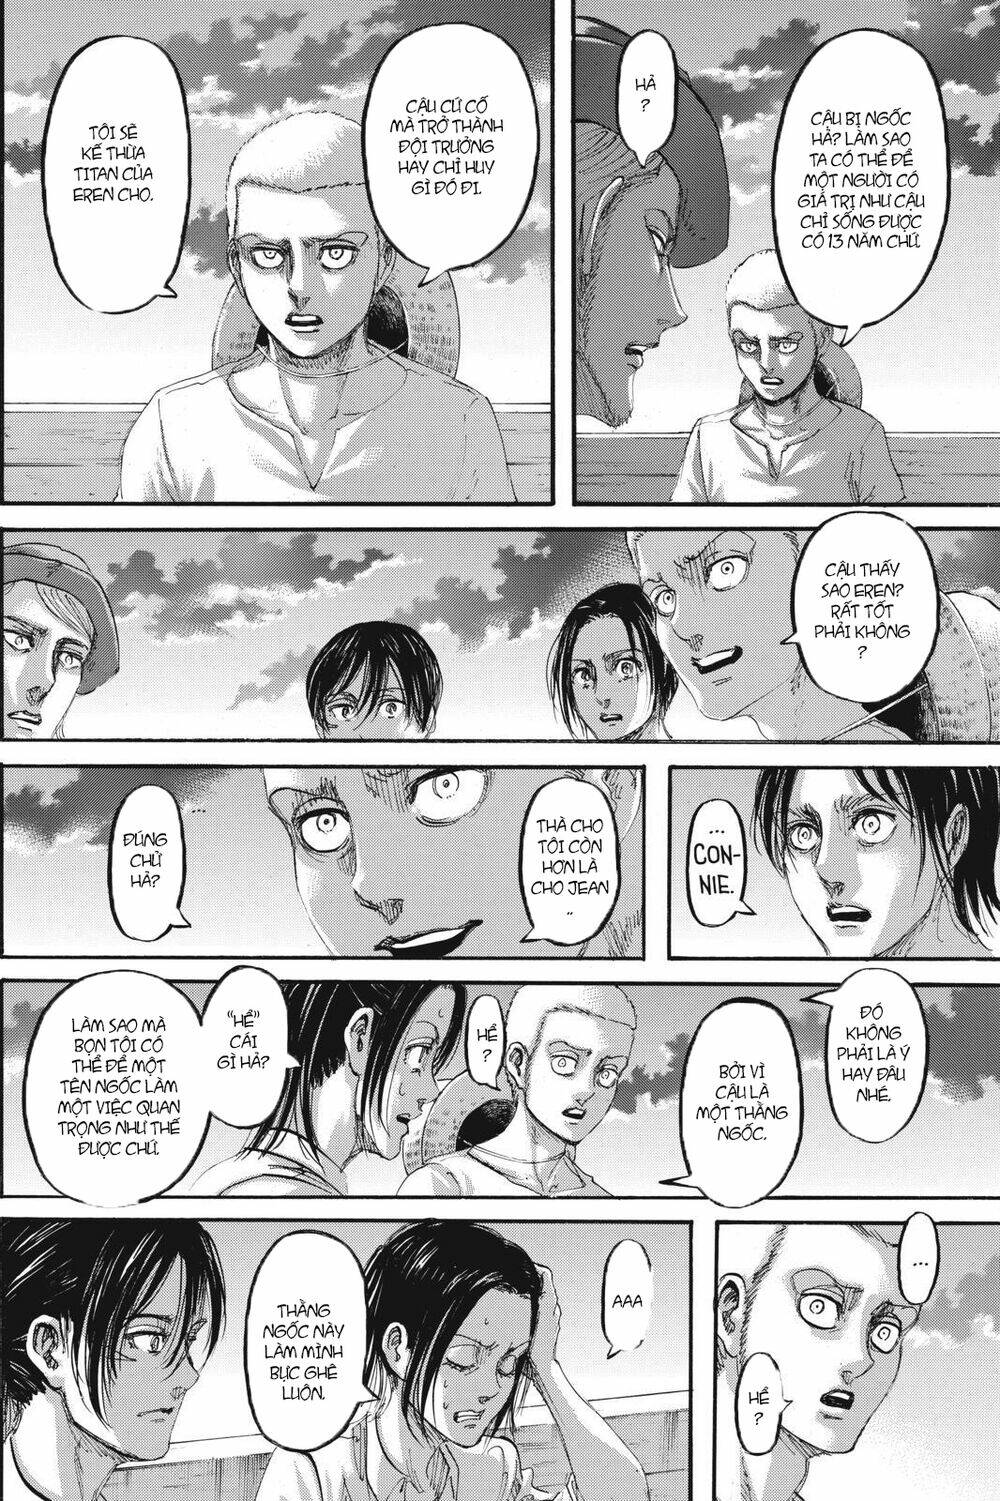 HẢ
?
CẬU BỊ NGỐC
HẢ? LÀM SAO
TA CÓ THỂ ĐỂ
MỘT NGƯỜI CÓ
GIÁ TRỊ NHƯ CẬU
CHỈ SỐNG ĐƯỢC
CÓ 13 NĂM CHỨ.
CẬU CỨ CỐ
MÀ TRỞ THÀNH
ĐỘI TRƯỞNG
HAY CHỈ HUY
GÌ ĐÓ ĐI.
TÔI SẼ
KẾ THỪA
TITAN CỦA
EREN CHO.
CẬU THẤY
SAO EREN?
RẤT TỐT
PHẢI KHÔNG
?
...
CON-
NIE.
THÀ CHO
TÔI CÒN
HƠN LÀ
CHO JEAN
..
...
ĐÚNG
CHỨ
HẢ?
ĐÓ
KHÔNG
PHẢI LÀ Ý
HAY ĐÂU
NHÉ.
BỞI VÌ
CẬU LÀ
MỘT THẰNG
NGỐC.
HỀ
?
"HỀ"
CÁI
GÌ HẢ?
LÀM SAO MÀ
BỌN TÔI CÓ
THỂ ĐỂ MỘT
TÊN NGỐC LÀM
MỘT VIỆC QUAN
TRỌNG NHƯ THẾ
ĐƯỢC CHỨ.
...
HỀ
?
AAA
THẰNG
NGỐC NÀY
LÀM MÌNH
BỰC GHÊ
LUÔN.